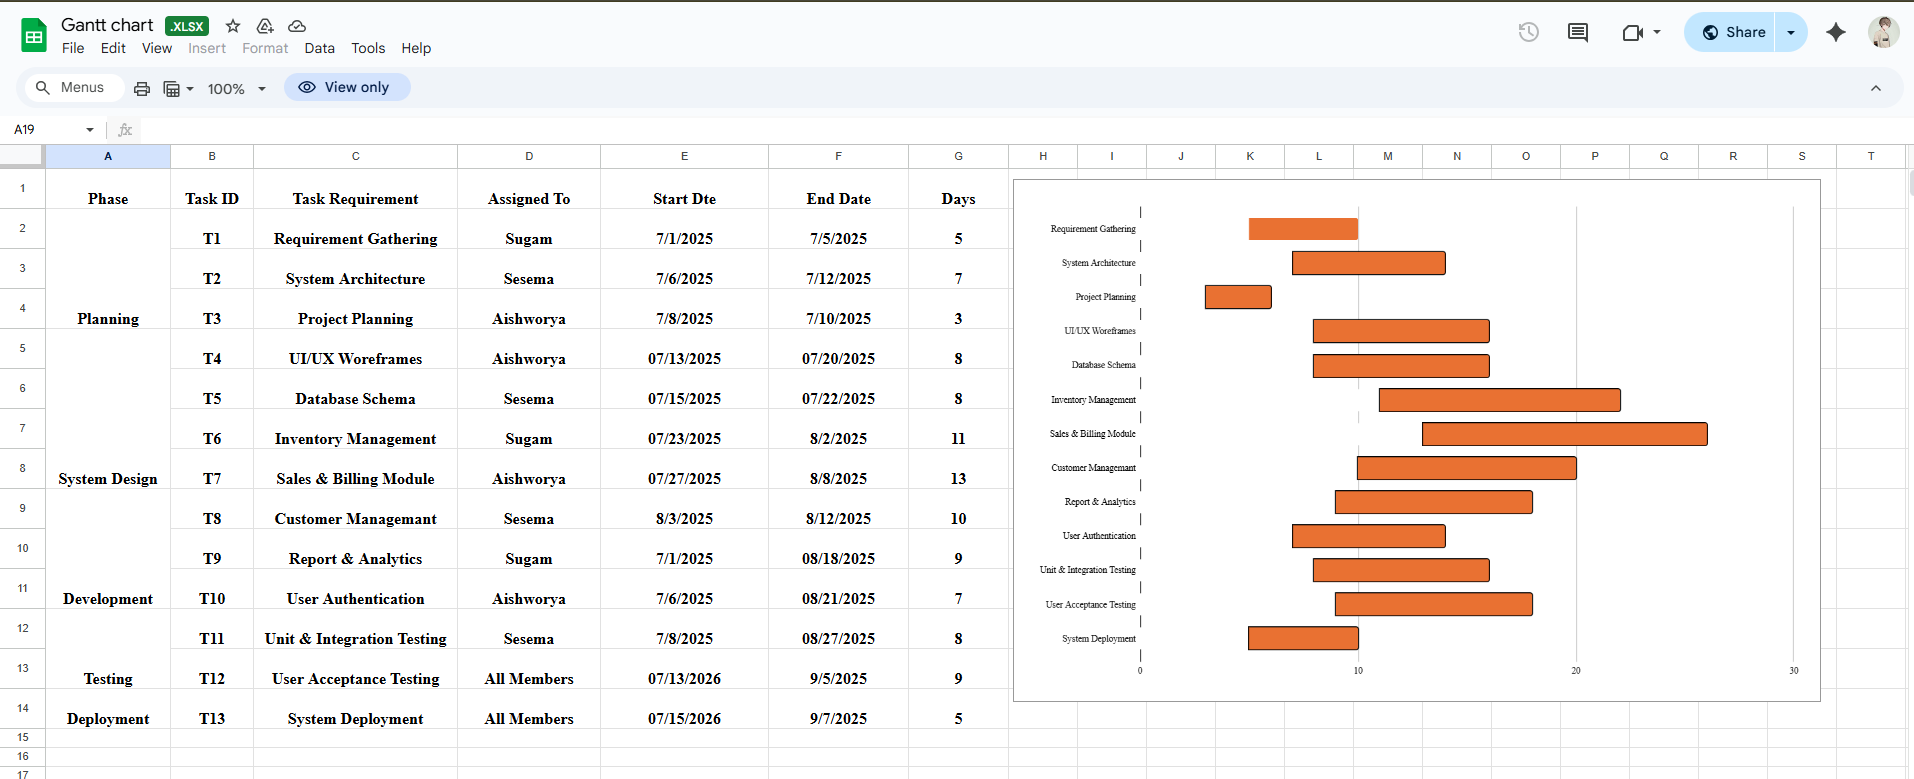 Gantt chart .XLSX
File Edit View Insert Format Data Tools Help
Share
Menus 100% View only
A19 fx
A B C D E F G H I J K L M N O P Q R S T
1 Phase Task ID Task Requirement Assigned To Start Dte End Date Days
2 T1 Requirement Gathering Sugam 7/1/2025 7/5/2025 5
3 T2 System Architecture Sesema 7/6/2025 7/12/2025 7
4 Planning T3 Project Planning Aishworya 7/8/2025 7/10/2025 3
5 T4 UI/UX Woreframes Aishworya 07/13/2025 07/20/2025 8
6 T5 Database Schema Sesema 07/15/2025 07/22/2025 8
7 T6 Inventory Management Sugam 07/23/2025 8/2/2025 11
8 System Design T7 Sales & Billing Module Aishworya 07/27/2025 8/8/2025 13
9 T8 Customer Managemant Sesema 8/3/2025 8/12/2025 10
10 T9 Report & Analytics Sugam 7/1/2025 08/18/2025 9
11 Development T10 User Authentication Aishworya 7/6/2025 08/21/2025 7
12 T11 Unit & Integration Testing Sesema 7/8/2025 08/27/2025 8
13 Testing T12 User Acceptance Testing All Members 07/13/2026 9/5/2025 9
14 Deployment T13 System Deployment All Members 07/15/2026 9/7/2025 5
15
16
17
Requirement Gathering
System Architecture
Project Planning
UI/UX Woreframes
Database Schema
Inventory Management
Sales & Billing Module
Customer Managemant
Report & Analytics
User Authentication
Unit & Integration Testing
User Acceptance Testing
System Deployment
0 10 20 30